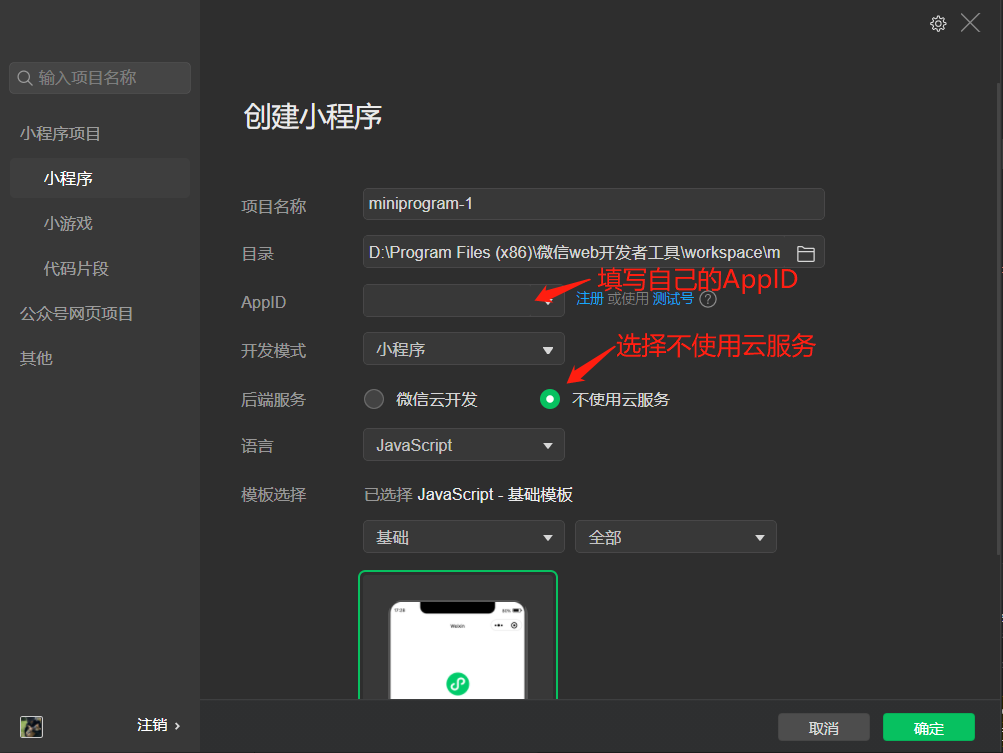 输入项目名称
小程序项目
小程序
小游戏
代码片段
公众号网页项目
其他
注销
创建小程序
项目名称 miniprogram-1
目录 D:\Program Files (x86)\微信web开发者工具\workspace\m
填写自己的AppID
AppID 注册 或使用 测试号 ?
选择不使用云服务
开发模式 小程序
后端服务 微信云开发 不使用云服务
语言 JavaScript
模板选择 已选择 JavaScript - 基础模板
基础 全部
Weixin
取消 确定